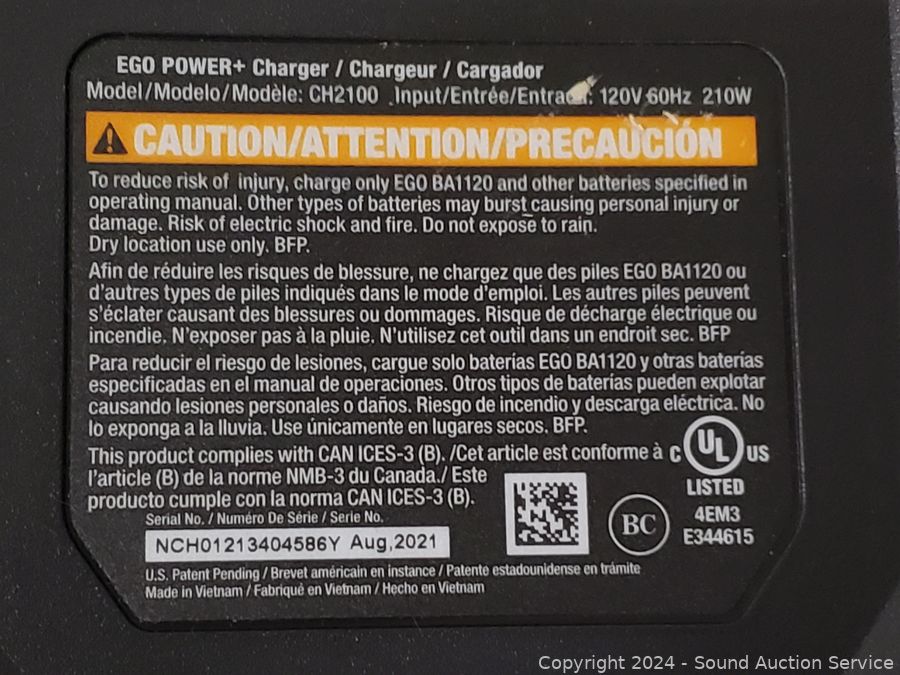 EGO POWER+ Charger / Chargeur / Cargador
Model/Modelo/Modèle: CH2100 Input/Entrée/Entrada: 120V 60Hz 210W
CAUTION/ATTENTION/PRECAUCIÓN
To reduce risk of injury, charge only EGO BA1120 and other batteries specified in
operating manual. Other types of batteries may burst causing personal injury or
damage. Risk of electric shock and fire. Do not expose to rain.
Dry location use only. BFP.
Afin de réduire les risques de blessure, ne chargez que des piles EGO BA1120 ou
d'autres types de piles indiqués dans le mode d'emploi. Les autres piles peuvent
s'éclater causant des blessures ou dommages. Risque de décharge électrique ou
incendie. N'exposer pas à la pluie. N'utilisez cet outil dans un endroit sec. BFP
Para reducir el riesgo de lesiones, cargue solo baterías EGO BA1120 y otras baterías
especificadas en el manual de operaciones. Otros tipos de baterías pueden explotar
causando lesiones personales o daños. Riesgo de incendio y descarga eléctrica. No
lo exponga a la lluvia. Use únicamente en lugares secos. BFP.
This product complies with CAN ICES-3 (B). /Cet article est conforme à
l'article (B) de la norme NMB-3 du Canada./ Este
producto cumple con la norma CAN ICES-3 (B).
C UL US
LISTED
4EM3
E344615
BC
Serial No. / Numéro De Série / Serie No.
NCH01213404586Y Aug,2021
U.S. Patent Pending / Brevet américain en instance / Patente estadounidense en trámite
Made in Vietnam / Fabriqué en Vietnam / Hecho en Vietnam
Copyright 2024 - Sound Auction Service